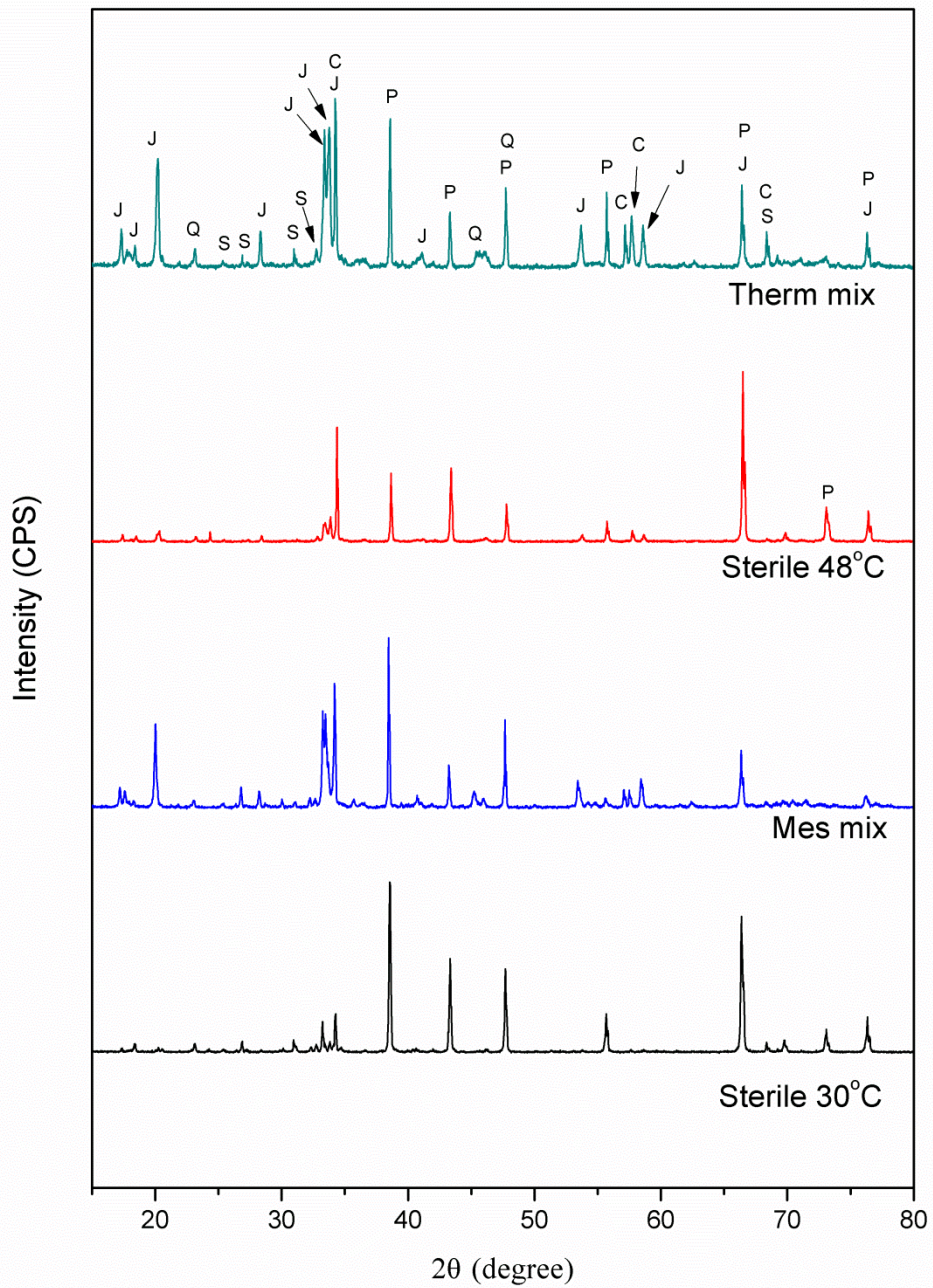 C
J
J
J
P
J
Q
P
P
J
J
S
P
P
C
J
J
J
Q
S
S
J
S
J
Q
J
C
C
S
P
J
Therm mix
P
Sterile 48°C
Intensity (CPS)
Mes mix
Sterile 30°C
20
30
40
50
60
70
80
2θ (degree)